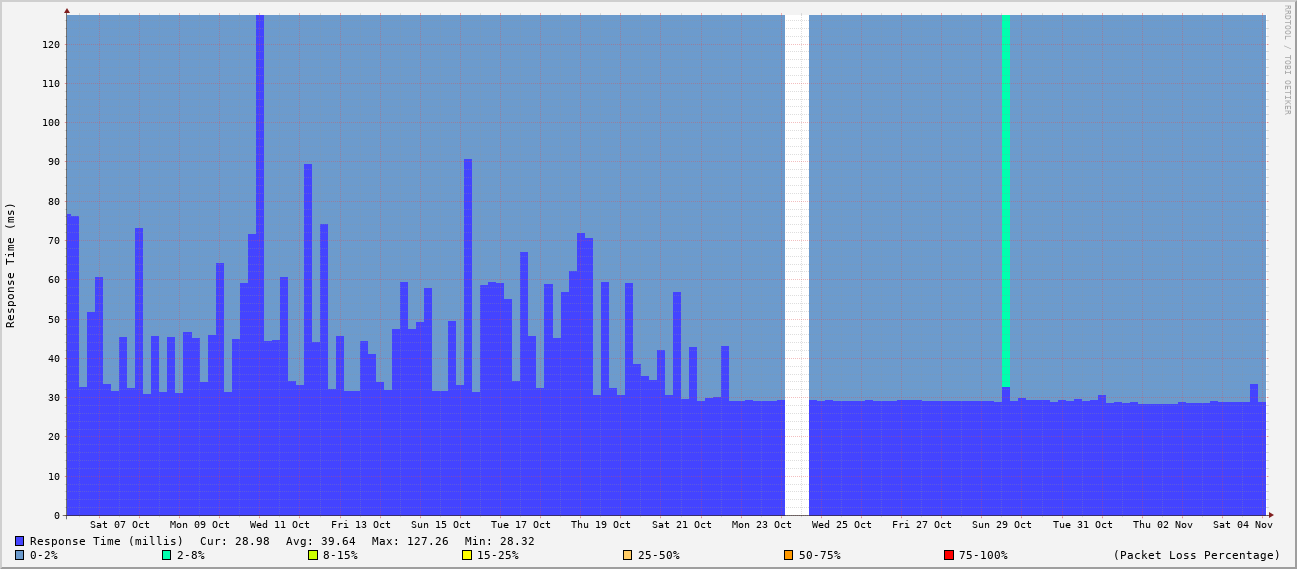 RRDTOOL / TOBI OETIKER
Response Time (ms)
120
110
100
90
80
70
60
50
40
30
20
10
0
Sat 07 Oct Mon 09 Oct Wed 11 Oct Fri 13 Oct Sun 15 Oct Tue 17 Oct Thu 19 Oct Sat 21 Oct Mon 23 Oct Wed 25 Oct Fri 27 Oct Sun 29 Oct Tue 31 Oct Thu 02 Nov Sat 04 Nov
Response Time (millis) Cur: 28.98 Avg: 39.64 Max: 127.26 Min: 28.32
0-2% 2-8% 8-15% 15-25% 25-50% 50-75% 75-100% (Packet Loss Percentage)